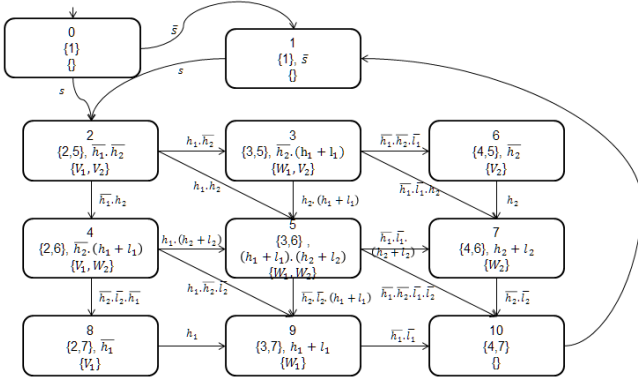 0
{1}
{}
s̄
1
{1}, s̄
{}
s
s
2
{2,5}, h̅₁. h̅₂
{V₁, V₂}
h₁. h̅₂
3
{3,5}, h̅₂. (h₁ + l₁)
{W₁, V₂}
h̅₁. h̅₂. l̅₁
6
{4,5}, h̅₂
{V₂}
h̅₁. h₂
h₁. h₂
h₂. (h₁ + l₁)
h̅₁. l̅₁. h₂
h₂
4
{2,6}, h̅₂. (h₁ + l₁)
{V₁, W₂}
h₁. (h₂ + l₂)
5
{3,6} ,
(h₁ + l₁). (h₂ + l₂)
{W₁, W₂}
h̅₁. l̅₁.
(h₂ + l₂)
7
{4,6}, h₂ + l₂
{W₂}
h̅₂. l̅₂. h̅₁
h₁. h̅₂. l̅₂
h̅₂. l̅₂. (h₁ + l₁)
h̅₁. h̅₂. l̅₁. l̅₂
h̅₂. l̅₂
8
{2,7}, h̅₁
{V₁}
h₁
9
{3,7}, h₁ + l₁
{W₁}
h̅₁. l̅₁
10
{4,7}
{}